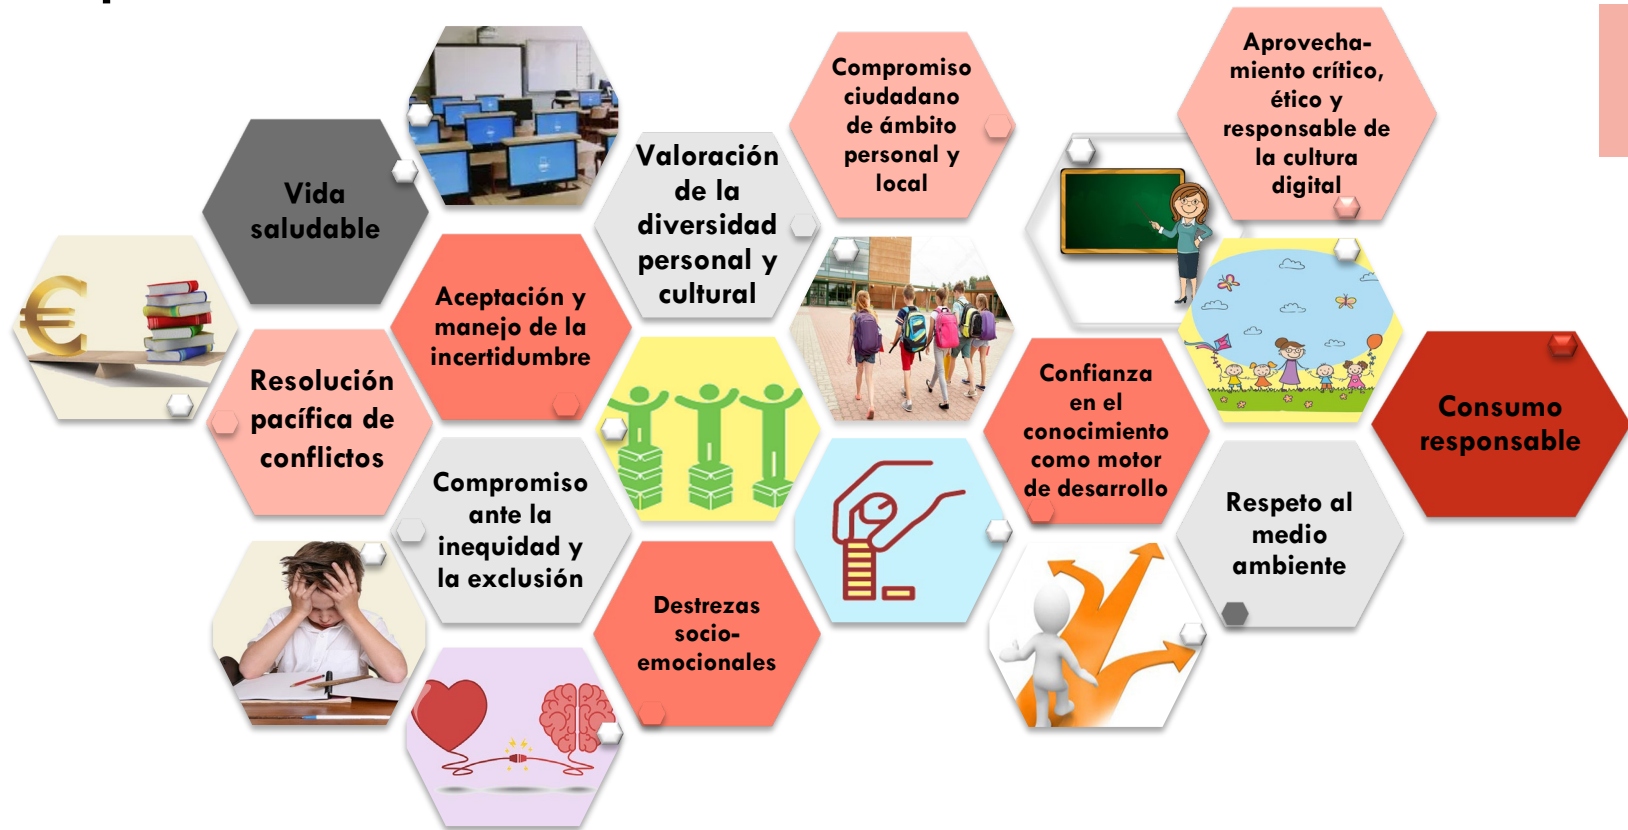 Vida
saludable
Resolución
pacífica de
conflictos
Aceptación y
manejo de la
incertidumbre
Compromiso
ante la
inequidad y
la exclusión
Valoración
de la
diversidad
personal y
cultural
Destrezas
socio-
emocionales
Compromiso
ciudadano
de ámbito
personal y
local
Confianza
en el
conocimiento
como motor
de desarrollo
Aprovecha-
miento crítico,
ético y
responsable de
la cultura
digital
Respeto al
medio
ambiente
Consumo
responsable